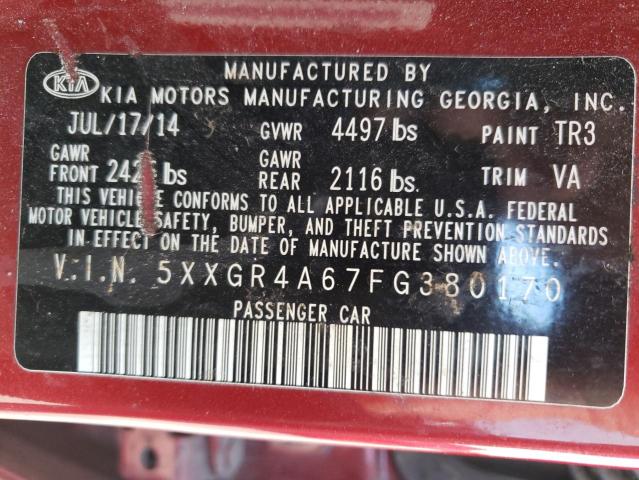 MANUFACTURED BY
KIA KIA MOTORS MANUFACTURING GEORGIA, INC.
JUL/17/14 GVWR 4497 lbs PAINT TR3
GAWR FRONT lbs GAWR REAR 2116 lbs. TRIM VA
THIS VEHICLE CONFORMS TO ALL APPLICABLE U.S.A. FEDERAL
MOTOR VEHICLE SAFETY, BUMPER, AND THEFT PREVENTION STANDARDS
IN EFFECT ON THE DATE OF MANUFACTURE SHOWN ABOVE.
V.I.N. 5XXGR4A67FG380170
PASSENGER CAR